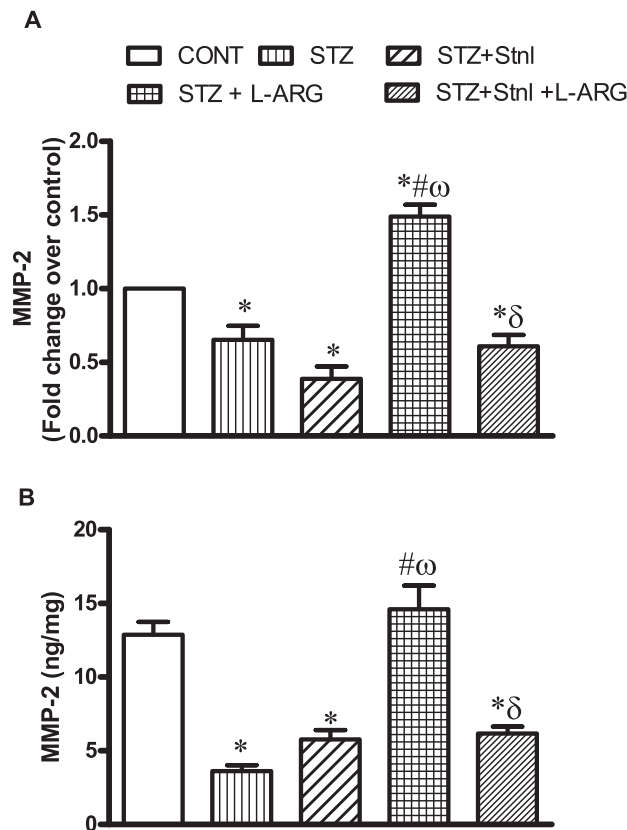 A
CONT STZ STZ+Stnl
STZ + L-ARG STZ+Stnl +L-ARG
MMP-2
(Fold change over control)
2.0
1.5
1.0
0.5
0.0
*
*
*#ω
*δ
B
MMP-2 (ng/mg)
20
15
10
5
0
*
*
#ω
*δ